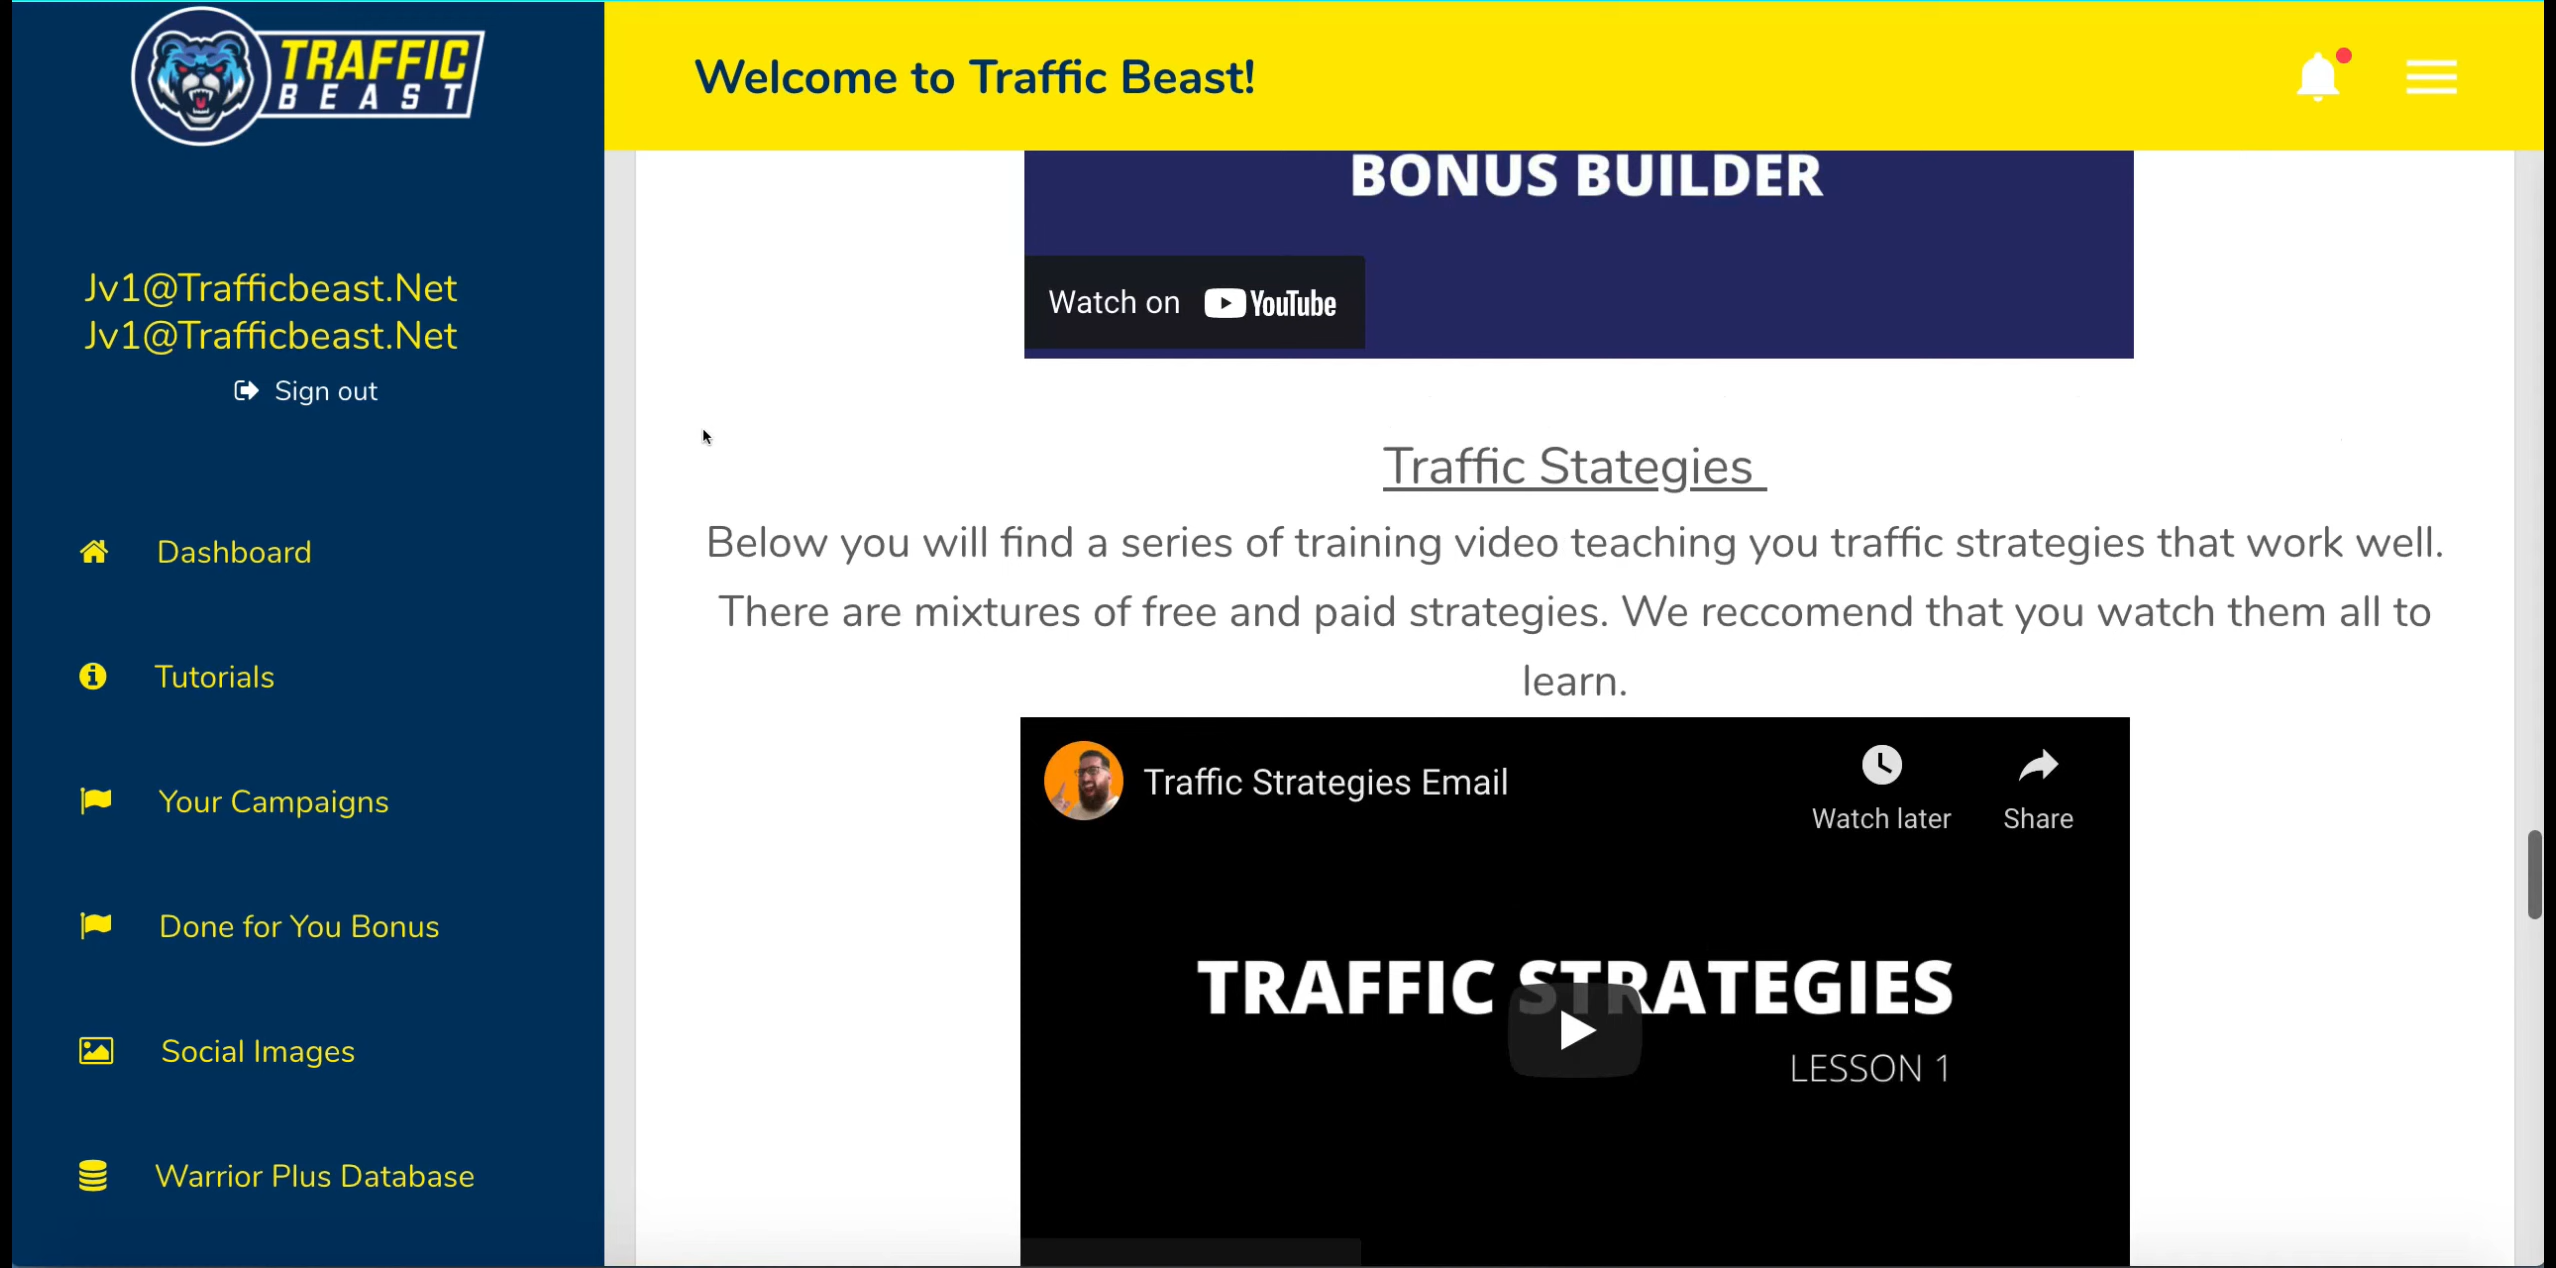 TRAFFIC
BEAST
Welcome to Traffic Beast!
Jv1@Trafficbeast.Net
Jv1@Trafficbeast.Net
Sign out
Dashboard
Tutorials
Your Campaigns
Done for You Bonus
Social Images
Warrior Plus Database
BONUS BUILDER
Watch on YouTube
Traffic Stategies
Below you will find a series of training video teaching you traffic strategies that work well.
There are mixtures of free and paid strategies. We reccomend that you watch them all to
learn.
Traffic Strategies Email
Watch later
Share
TRAFFIC STRATEGIES
LESSON 1